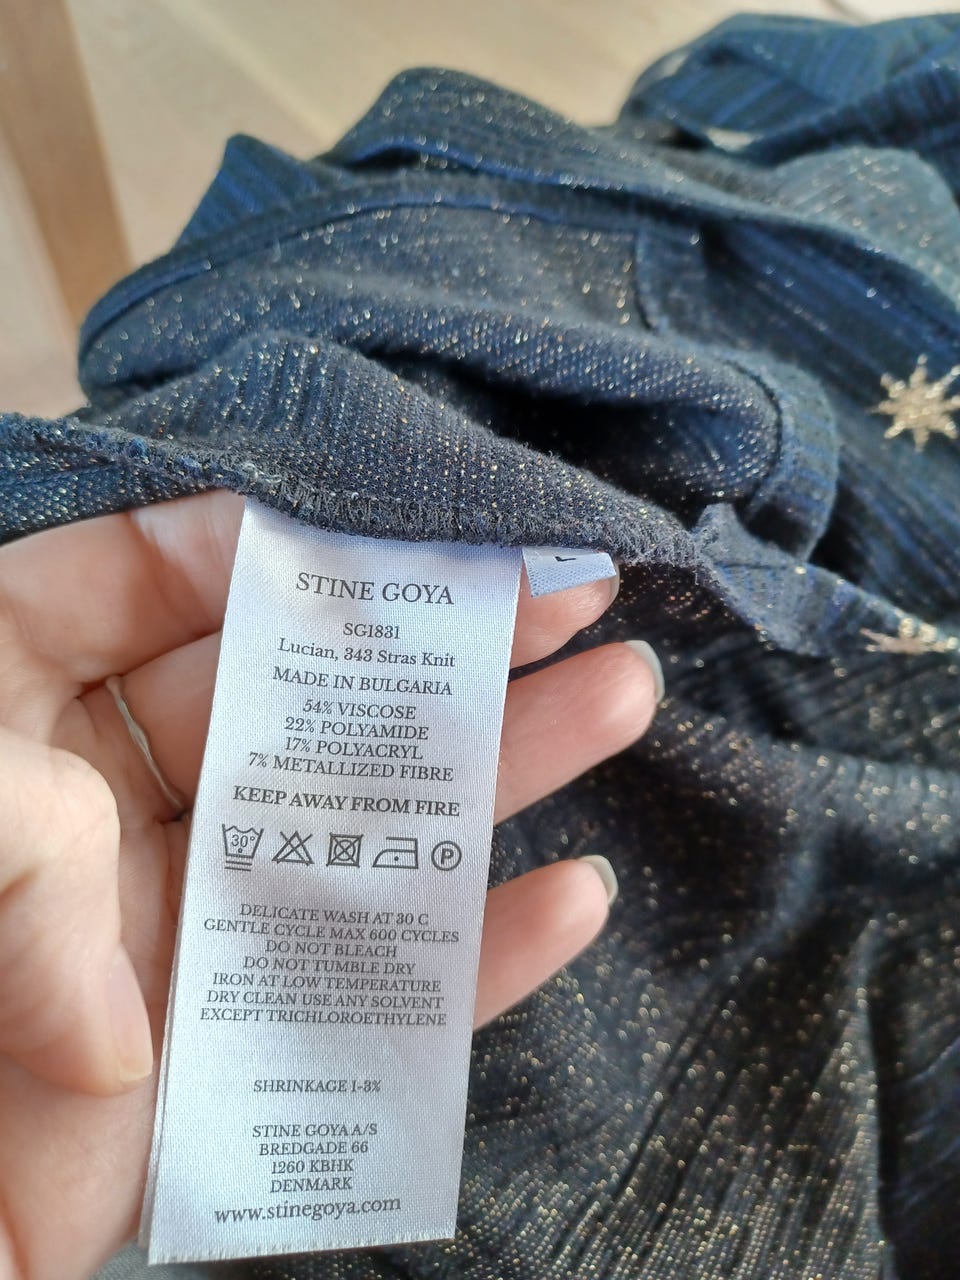 STINE GOYA
L
SG1831
Lucian, 343 Stras Knit
MADE IN BULGARIA
54% VISCOSE
22% POLYAMIDE
17% POLYACRYL
7% METALLIZED FIBRE
KEEP AWAY FROM FIRE
30°
P
DELICATE WASH AT 30 C
GENTLE CYCLE MAX 600 CYCLES
DO NOT BLEACH
DO NOT TUMBLE DRY
IRON AT LOW TEMPERATURE
DRY CLEAN USE ANY SOLVENT
EXCEPT TRICHLOROETHYLENE
SHRINKAGE 1-3%
STINE GOYA A/S
BREDGADE 66
1260 KBHK
DENMARK
www.stinegoya.com